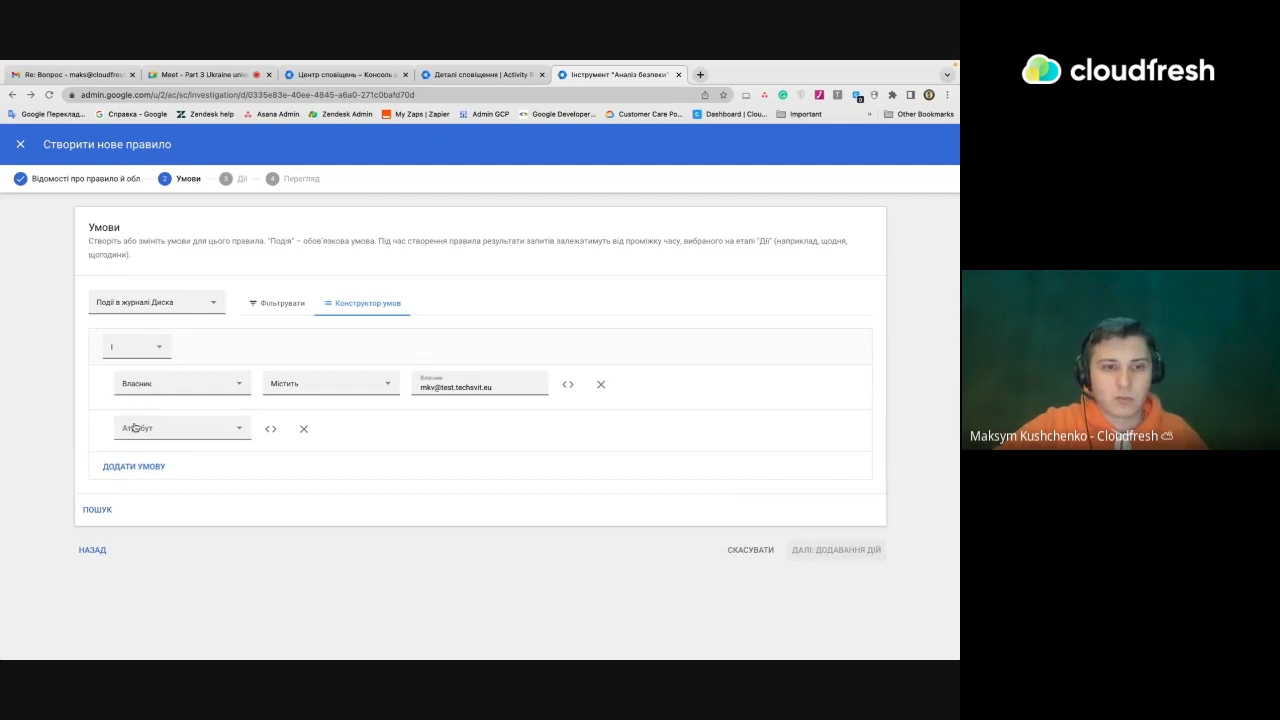 Re: Вопрос - maks@cloudfres
Meet - Part 3 Ukraine univ
Центр сповіщень – Консоль а
Деталі сповіщення | Activity R
Інструмент "Аналіз безпеки"
admin.google.com/u/2/ac/sc/investigation/d/0335e83e-40ee-4845-a6a0-271c0bafd70d
Google Переклад...
Справка - Google
Zendesk help
Asana Admin
Zendesk Admin
My Zaps | Zapier
Admin GCP
Google Developer...
Customer Care Po...
Dashboard | Clou...
Important
»
Other Bookmarks
Створити нове правило
Відомості про правило й обл
2 Умови
3 Дії
4 Перегляд
Умови
Створіть або змініть умови для цього правила. "Подія" – обов'язкова умова. Під час створення правила результати запитів залежатимуть від проміжку часу, вибраного на етапі "Дії" (наприклад, щодня,
щогодини).
Події в журналі Диска
Фільтрувати
Конструктор умов
І
Власник
Містить
Власник
mkv@test.techsvit.eu
ДОДАТИ УМОВУ
ПОШУК
НАЗАД
СКАСУВАТИ
ДАЛІ: ДОДАВАННЯ ДІЙ
cloudfresh
Maksym Kushchenko - Cloudfresh